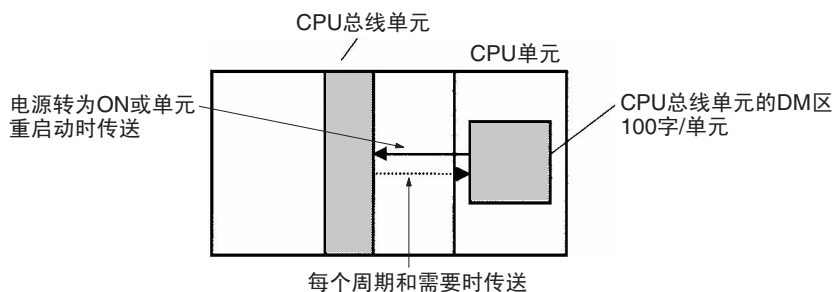 CPU总线单元
CPU单元
电源转为ON或单元
重启动时传送
CPU总线单元的DM区
100字/单元
每个周期和需要时传送